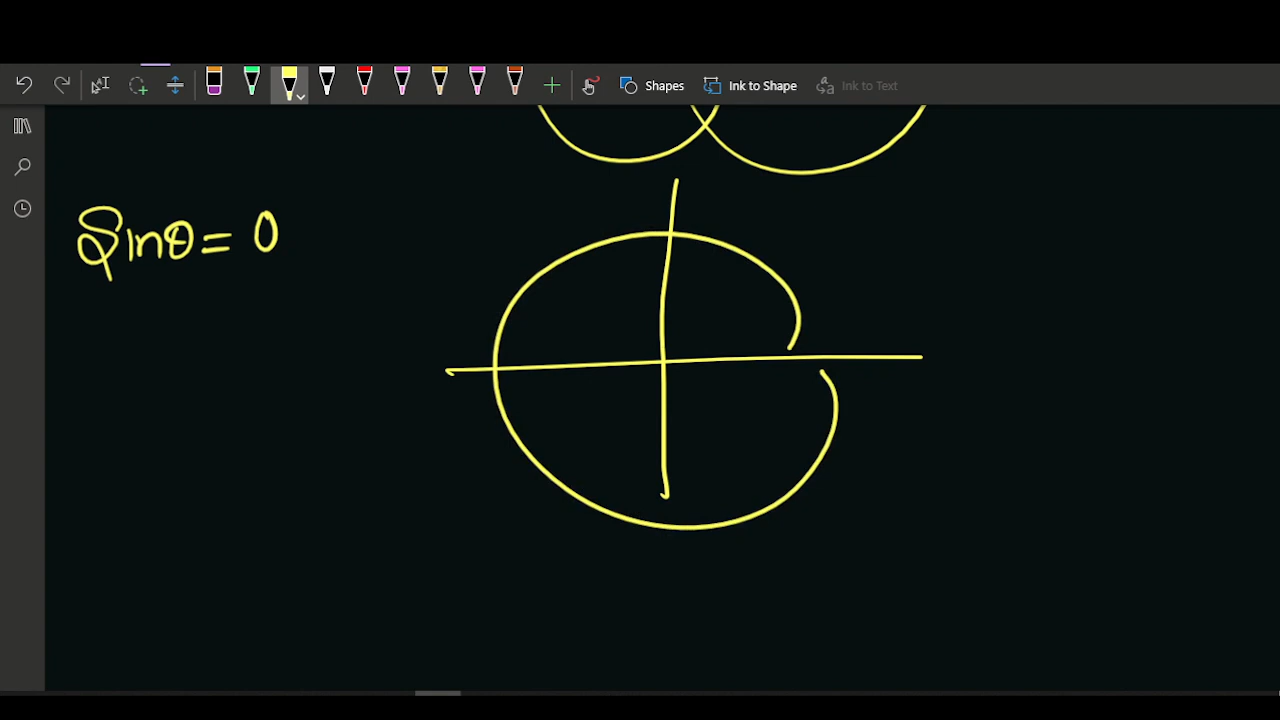 Shapes
Ink to Shape
Ink to Text
Sinθ = 0